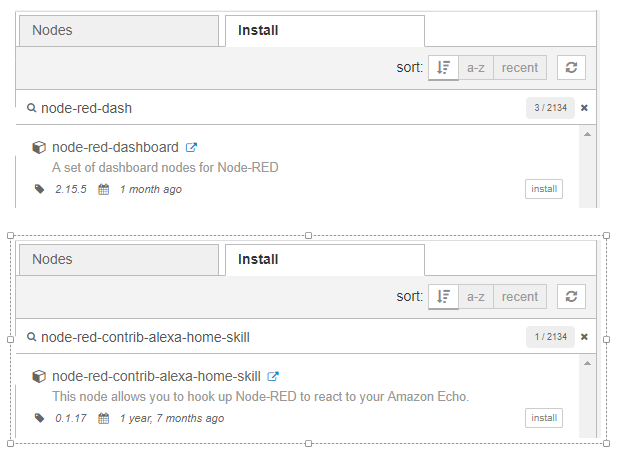 Nodes Install
sort: a-z recent
node-red-dash 3 / 2134
node-red-dashboard
A set of dashboard nodes for Node-RED
2.15.5 1 month ago install
Nodes Install
sort: a-z recent
node-red-contrib-alexa-home-skill 1 / 2134
node-red-contrib-alexa-home-skill
This node allows you to hook up Node-RED to react to your Amazon Echo.
0.1.17 1 year, 7 months ago install